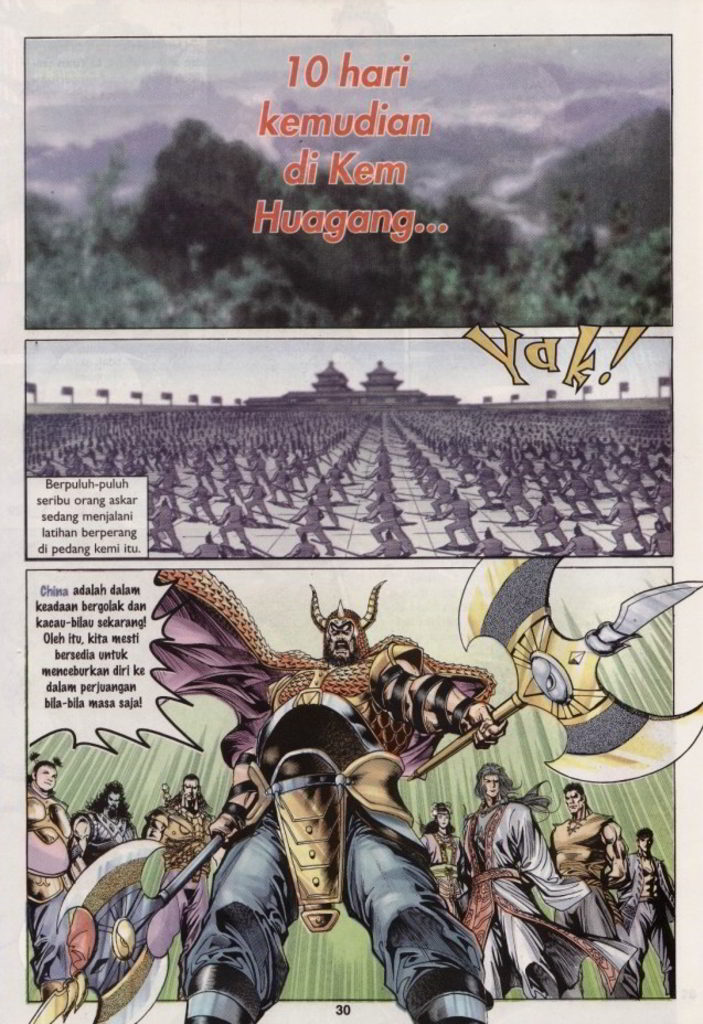 10 hari
kemudian
di Kem
Huagang...
Yak!
Berpuluh-puluh
seribu orang askar
sedang menjalani
latihan berperang
di pedang kemi itu.
China adalah dalam
keadaan bergolak dan
kacau-bilau sekarang!
Oleh itu, kita mesti
bersedia untuk
menceburkan diri ke
dalam perjuangan
bila-bila masa saja!
30